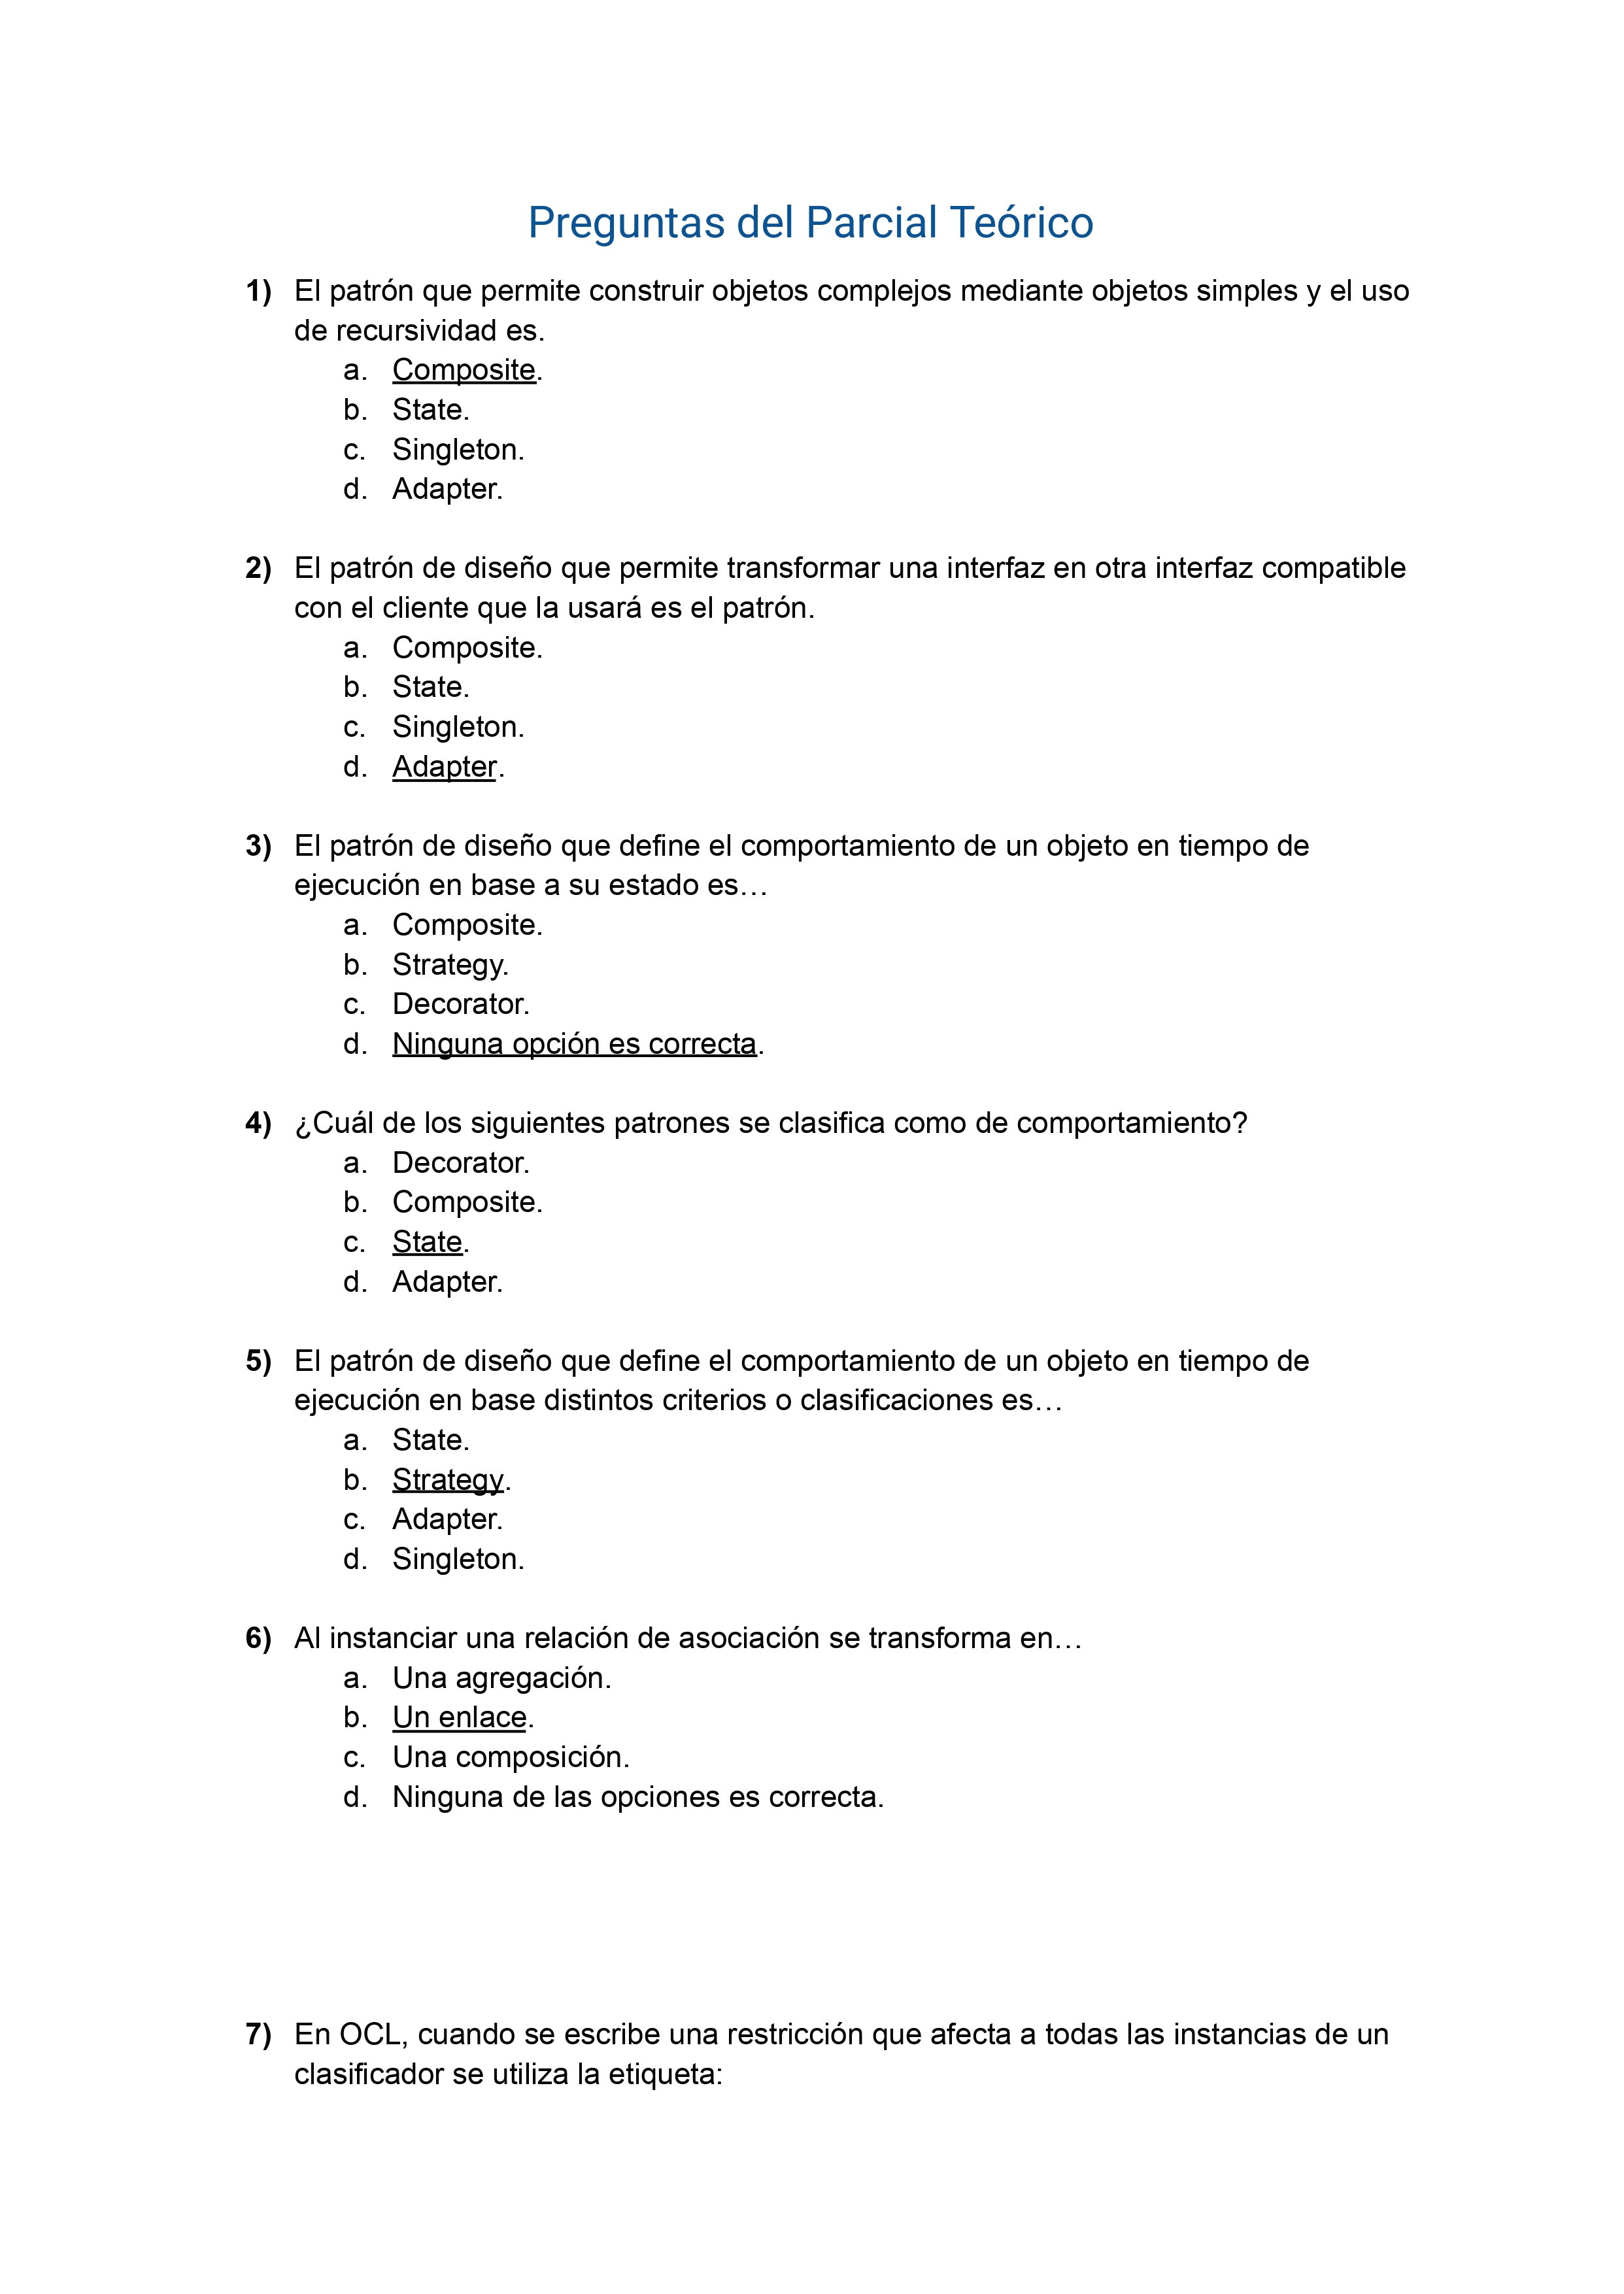 Preguntas del Parcial Teórico
1) El patrón que permite construir objetos complejos mediante objetos simples y el uso
de recursividad es.
a. Composite.
b. State.
c. Singleton.
d. Adapter.
2) El patrón de diseño que permite transformar una interfaz en otra interfaz compatible
con el cliente que la usará es el patrón.
a. Composite.
b. State.
c. Singleton.
d. Adapter.
3) El patrón de diseño que define el comportamiento de un objeto en tiempo de
ejecución en base a su estado es…
a. Composite.
b. Strategy.
c. Decorator.
d. Ninguna opción es correcta.
4) ¿Cuál de los siguientes patrones se clasifica como de comportamiento?
a. Decorator.
b. Composite.
c. State.
d. Adapter.
5) El patrón de diseño que define el comportamiento de un objeto en tiempo de
ejecución en base distintos criterios o clasificaciones es…
a. State.
b. Strategy.
c. Adapter.
d. Singleton.
6) Al instanciar una relación de asociación se transforma en…
a. Una agregación.
b. Un enlace.
c. Una composición.
d. Ninguna de las opciones es correcta.
7) En OCL, cuando se escribe una restricción que afecta a todas las instancias de un
clasificador se utiliza la etiqueta: